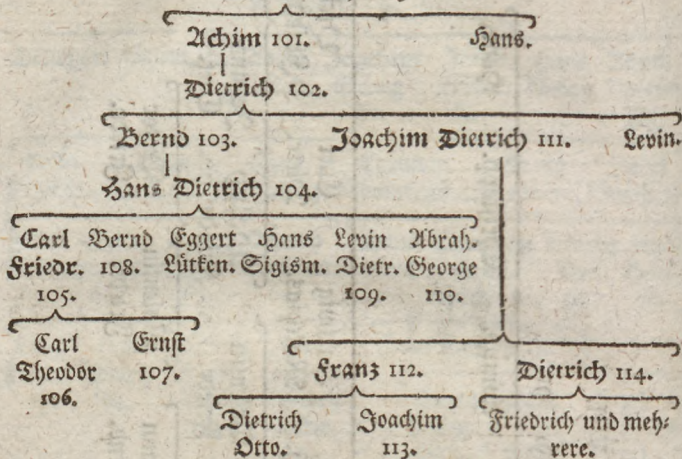 Achim 101. Hans.
Dietrich 102.
Bernd 103. Joachim Dietrich 111. Levin.
Hans Dietrich 104.
Carl Bernd Eggert Hans Levin Abrah.
Friedr. 108. Lütken. Sigism. Dietr. George
105. 109. 110.
Carl Ernst
Theodor 107.
106.
Franz 112. Dietrich 114.
Dietrich Joachim Friedrich und meh⸗
Otto. 113. rere.